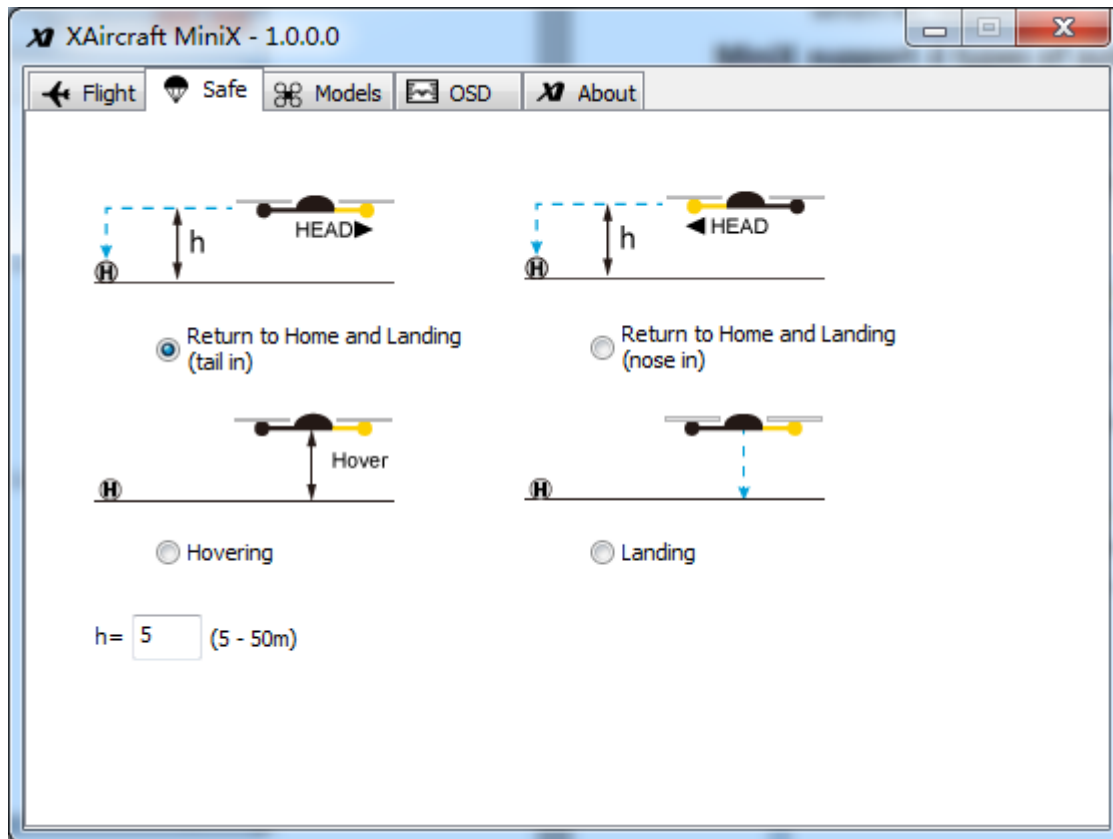 XAircraft MiniX - 1.0.0.0
Flight Safe Models OSD About
h
HEAD
h
HEAD
H
H
Return to Home and Landing
(tail in)
Return to Home and Landing
(nose in)
Hover
H
H
Hovering
Landing
h= 5 (5 - 50m)